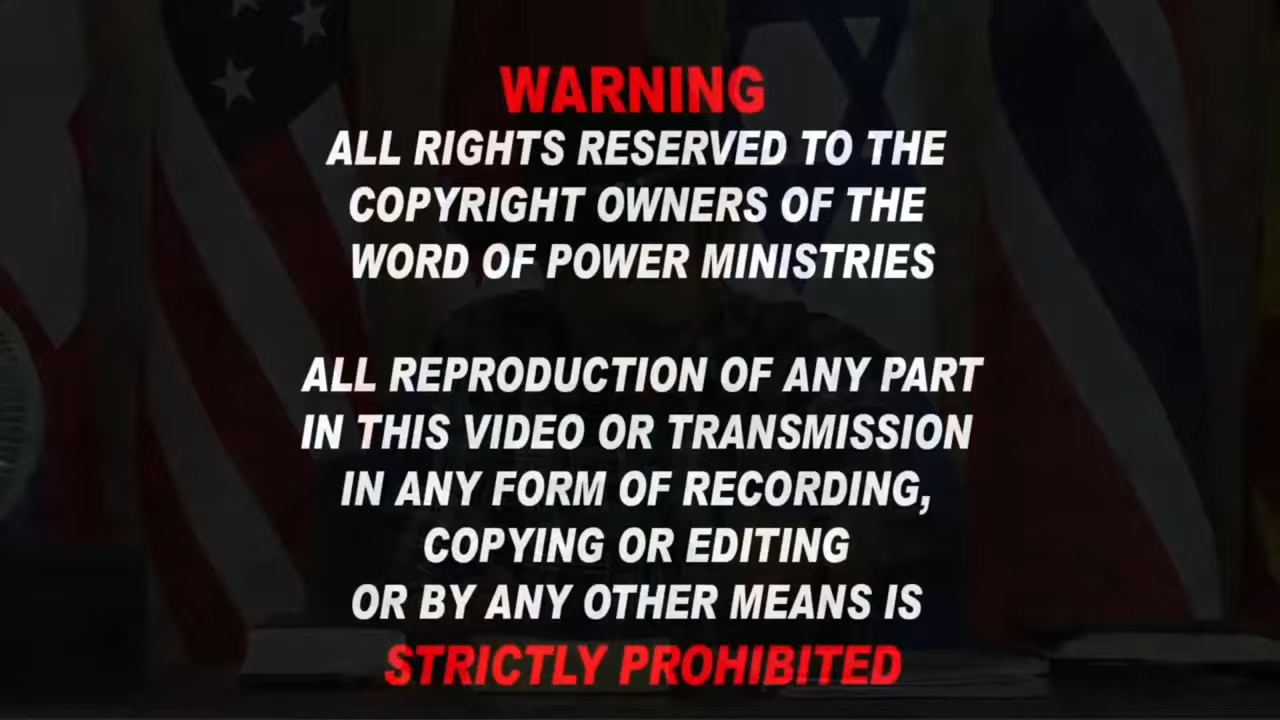 WARNING
ALL RIGHTS RESERVED TO THE
COPYRIGHT OWNERS OF THE
WORD OF POWER MINISTRIES
ALL REPRODUCTION OF ANY PART
IN THIS VIDEO OR TRANSMISSION
IN ANY FORM OF RECORDING,
COPYING OR EDITING
OR BY ANY OTHER MEANS IS
STRICTLY PROHIBITED